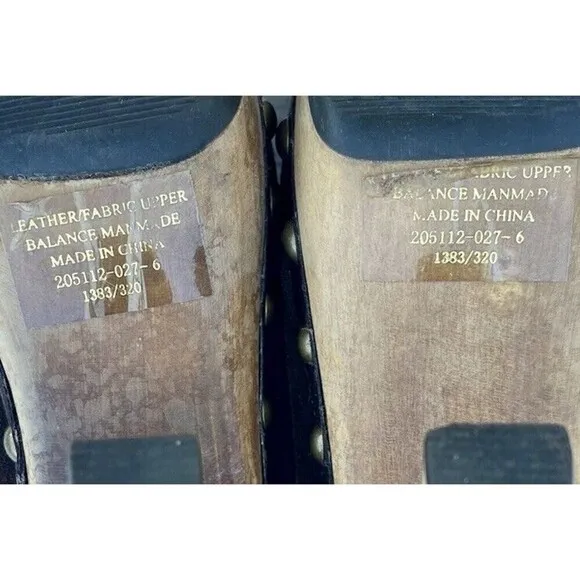 LEATHER/FABRIC UPPER
BALANCE MANMADE
MADE IN CHINA
205112-027-6
1383/320
FABRIC UPPER
BALANCE MANMAD
MADE IN CHINA
205112-027-6
1383/320